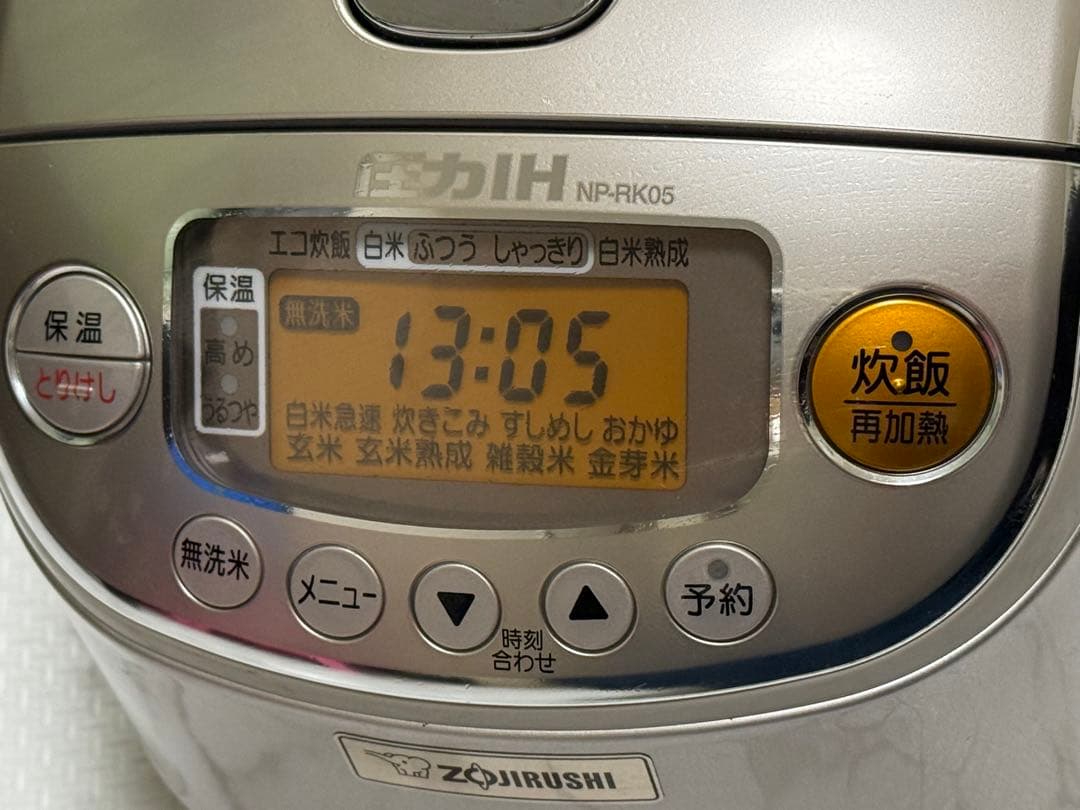 圧力IH NP-RK05
エコ炊飯 白米 ふつう しゃっきり 白米熟成
保温
高め
うるつや
無洗米
13:05
白米急速 炊きこみ すしめし おかゆ
玄米 玄米熟成 雑穀米 金芽米
保温
とりけし
炊飯
再加熱
無洗米
メニュー
▼
▲
時刻
合わせ
予約
ZOJIRUSHI